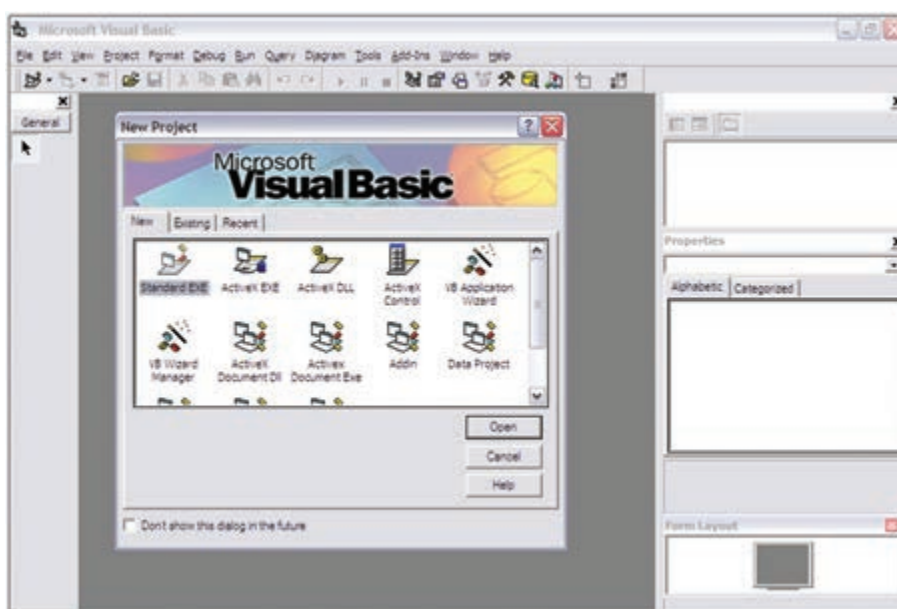 Microsoft Visual Basic
File Edit View Project Format Debug Run Query Diagram Tools Add-Ins Window Help
General
New Project
Microsoft
Visual Basic
New Existing Recent
Standard EXE ActiveX EXE ActiveX DLL ActiveX Control VB Application Wizard
VB Wizard Manager ActiveX Document Dll Activex Document Exe Addin Data Project
Open
Cancel
Help
Don't show this dialog in the future
Properties
Alphabetic Categorized
Form Layout